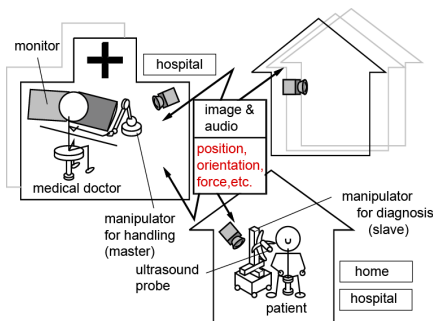 monitor
hospital
image &
audio
position,
orientation,
force,etc.
medical doctor
manipulator
for handling
(master)
ultrasound
probe
manipulator
for diagnosis
(slave)
patient
home
hospital